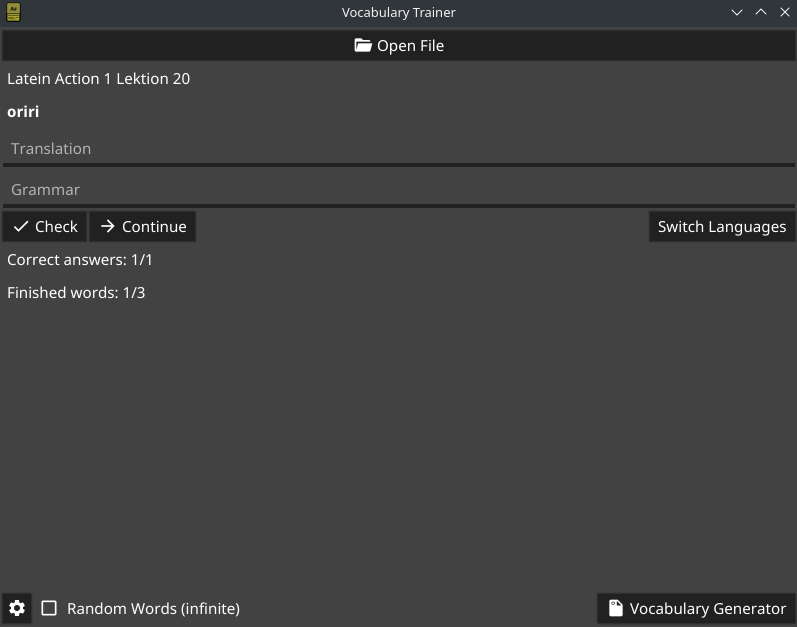 Vocabulary Trainer
Open File
Latein Action 1 Lektion 20
oriri
Translation
Grammar
Check Continue Switch Languages
Correct answers: 1/1
Finished words: 1/3
Random Words (infinite) Vocabulary Generator